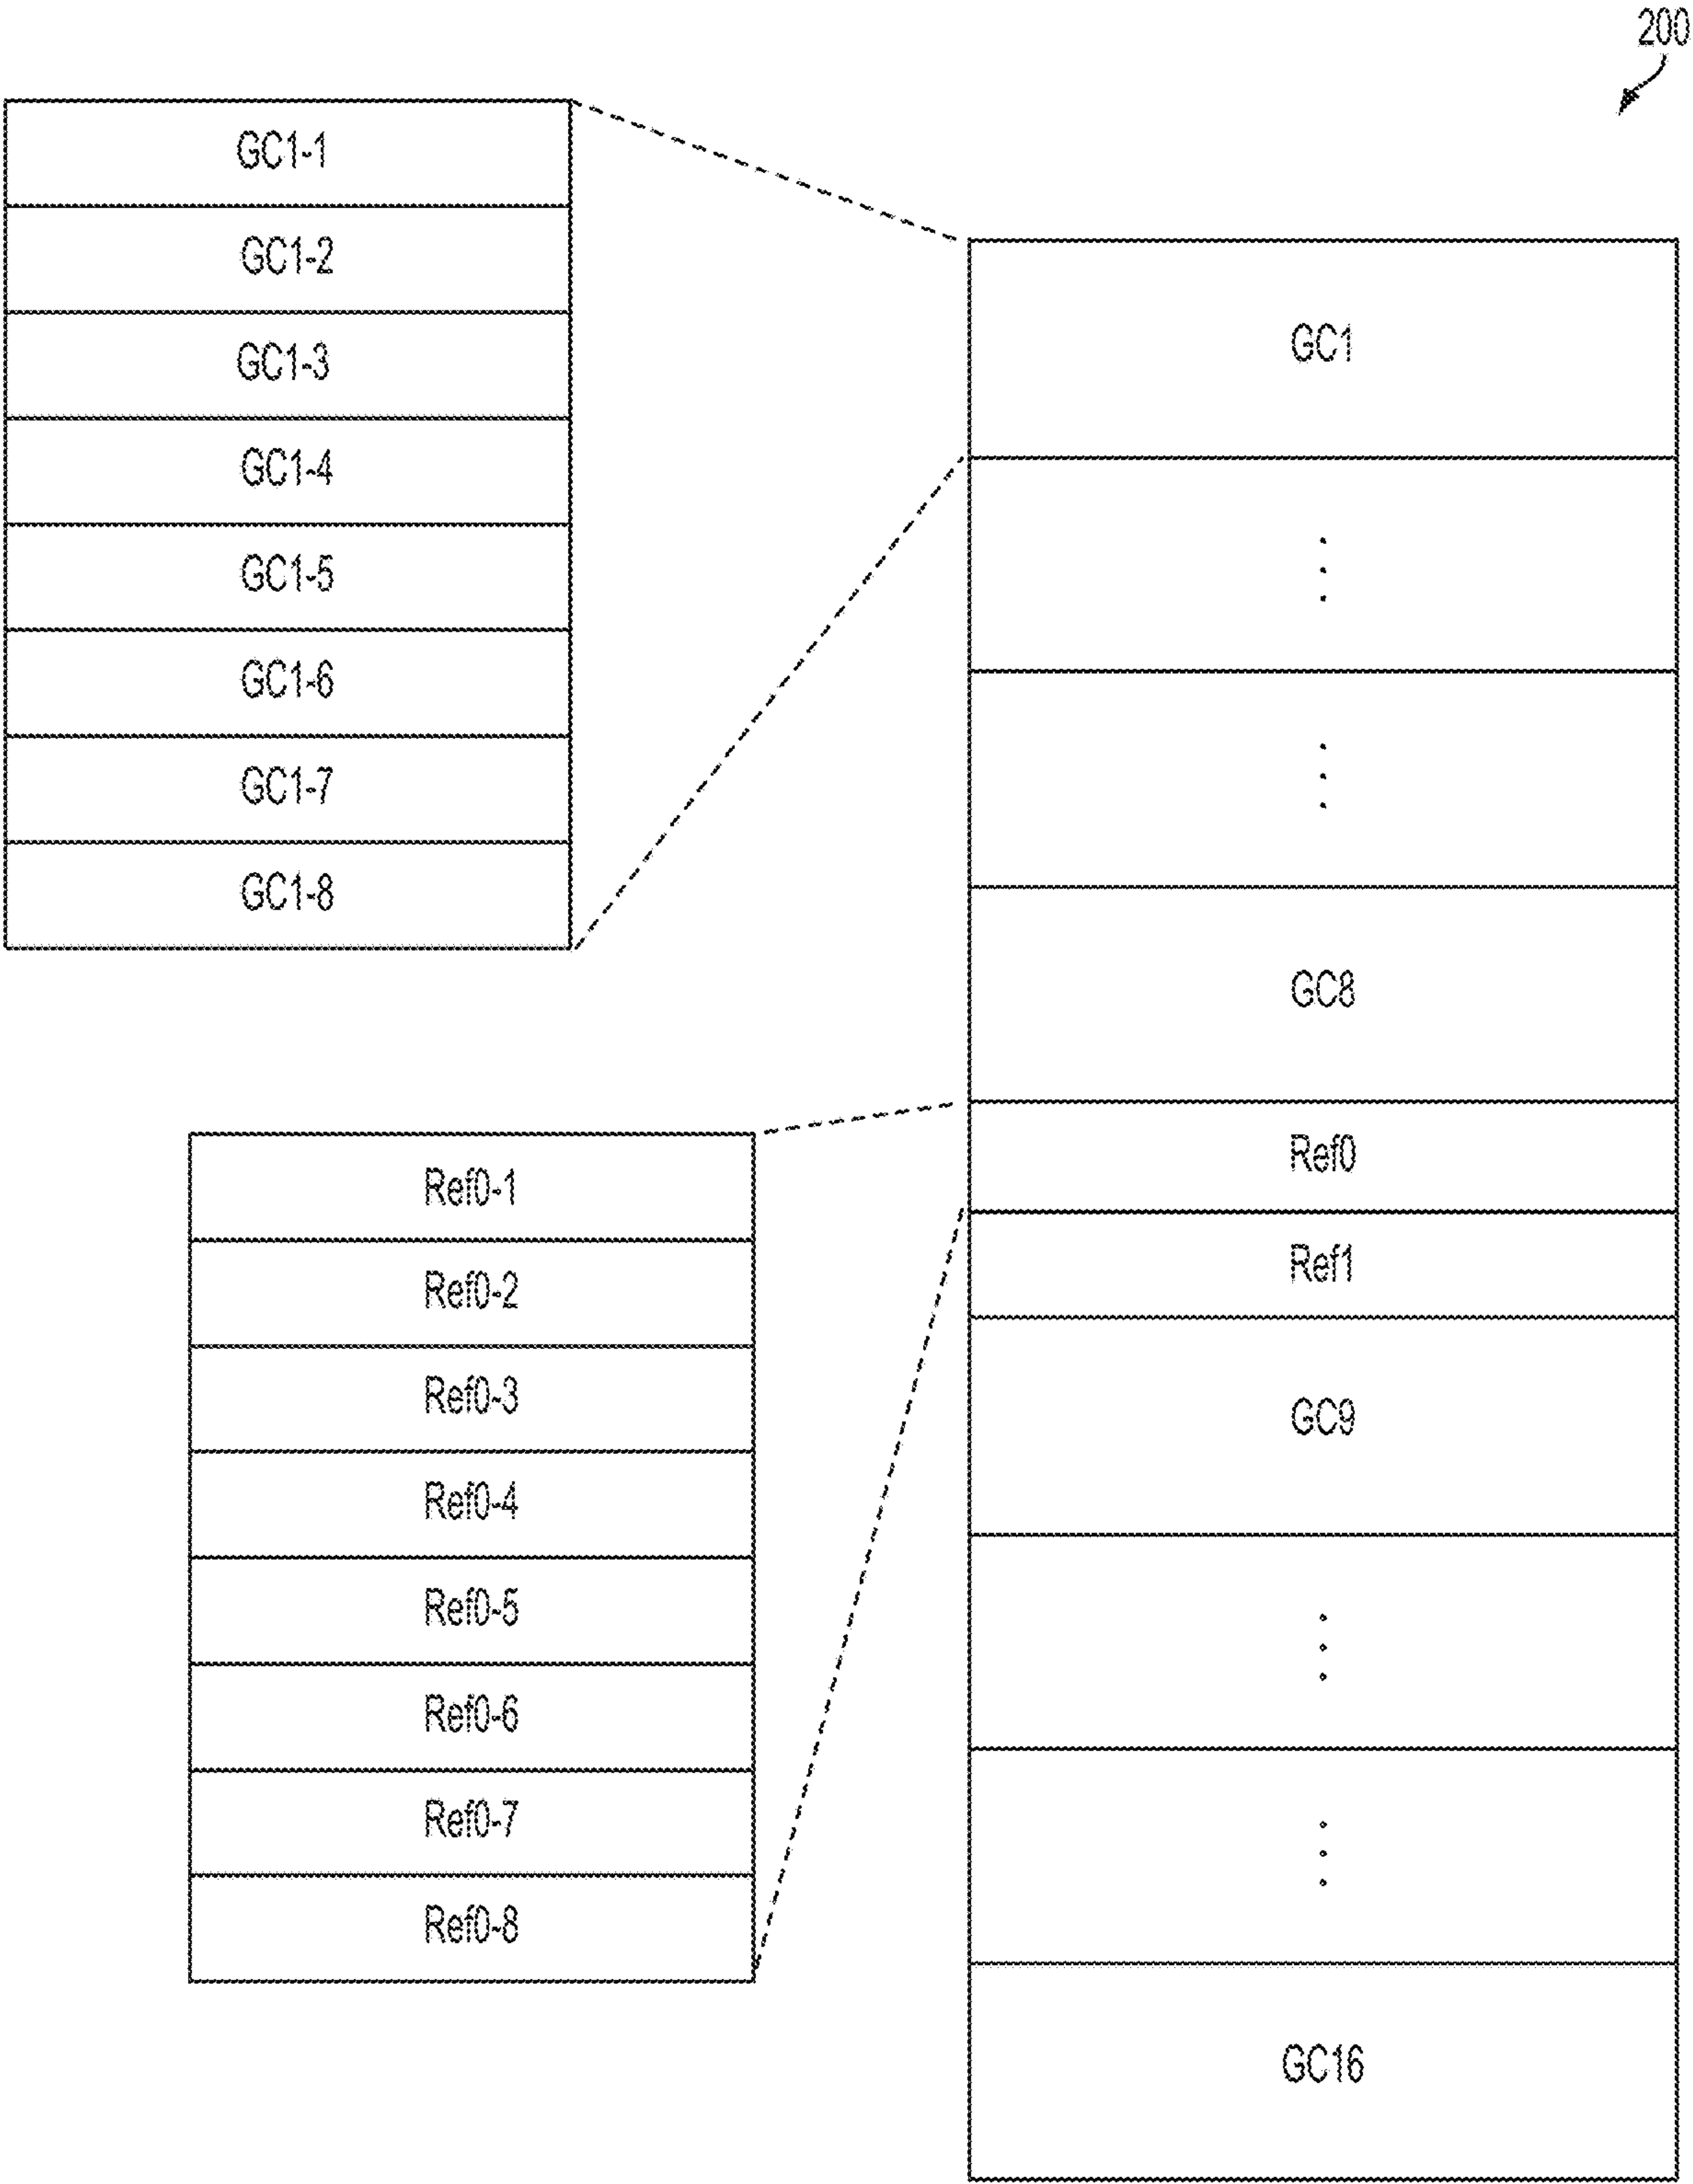 200
GC1-1
GC1-2
GC1-3
GC1-4
GC1-5
GC1-6
GC1-7
GC1-8
GC1
GC8
Ref0
Ref1
GC9
GC16
Ref0-1
Ref0-2
Ref0-3
Ref0-4
Ref0-5
Ref0-6
Ref0-7
Ref0-8